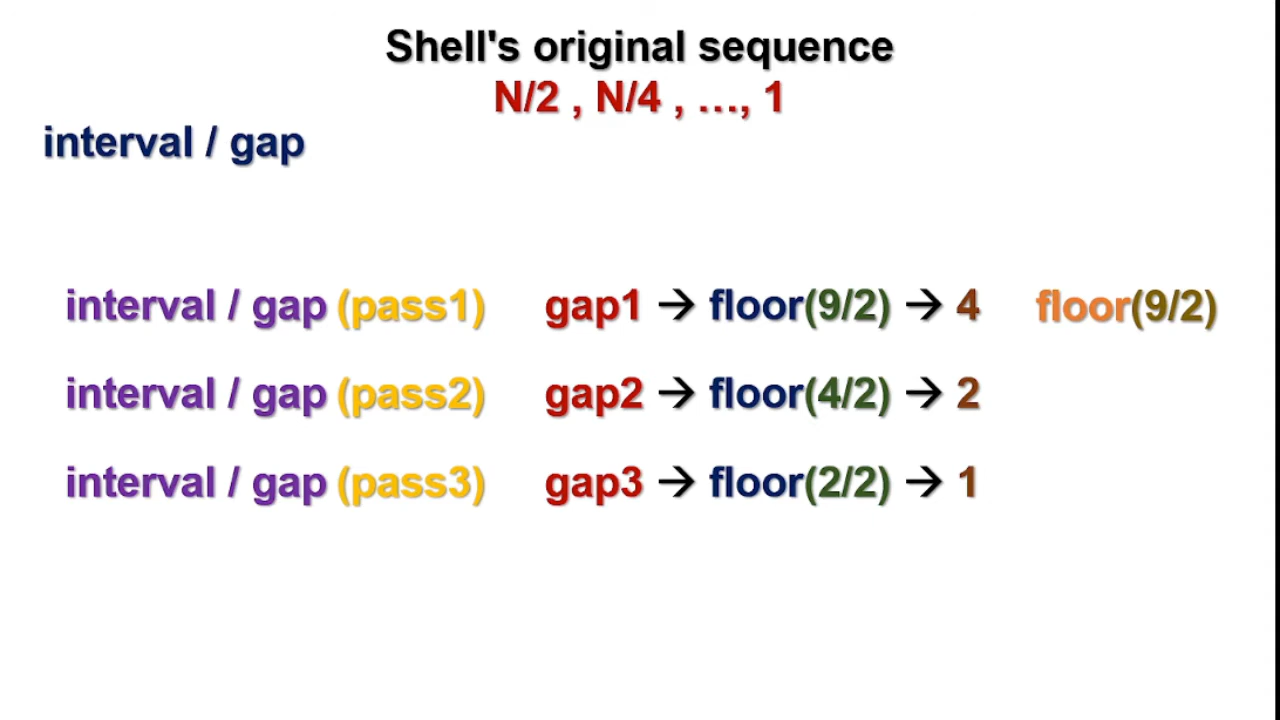 Shell's original sequence
N/2 , N/4 , …, 1
interval / gap
interval / gap (pass1) gap1 → floor(9/2) → 4 floor(9/2)
interval / gap (pass2) gap2 → floor(4/2) → 2
interval / gap (pass3) gap3 → floor(2/2) → 1